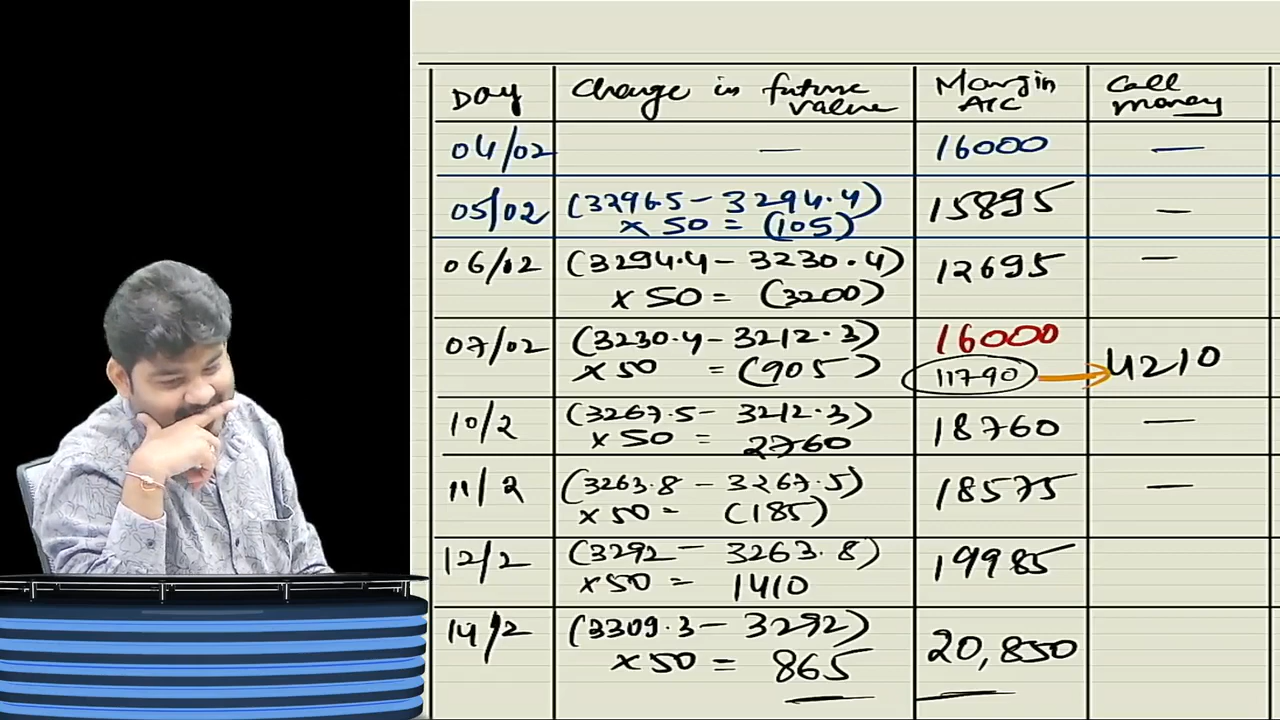 Day Change in future value Margin A/C Call money
04/02 — 16000 —
05/02 (3296.5 - 3294.4) × 50 = (105) 15895 —
06/02 (3294.4 - 3230.4) × 50 = (3200) 12695 —
07/02 (3230.4 - 3212.3) × 50 = (905) 16000 11790 → 4210
10/2 (3267.5 - 3212.3) × 50 = 2760 18760 —
11/2 (3263.8 - 3267.5) × 50 = (185) 18575 —
12/2 (3292 - 3263.8) × 50 = 1410 19985
14/2 (3309.3 - 3292) × 50 = 865 20,850